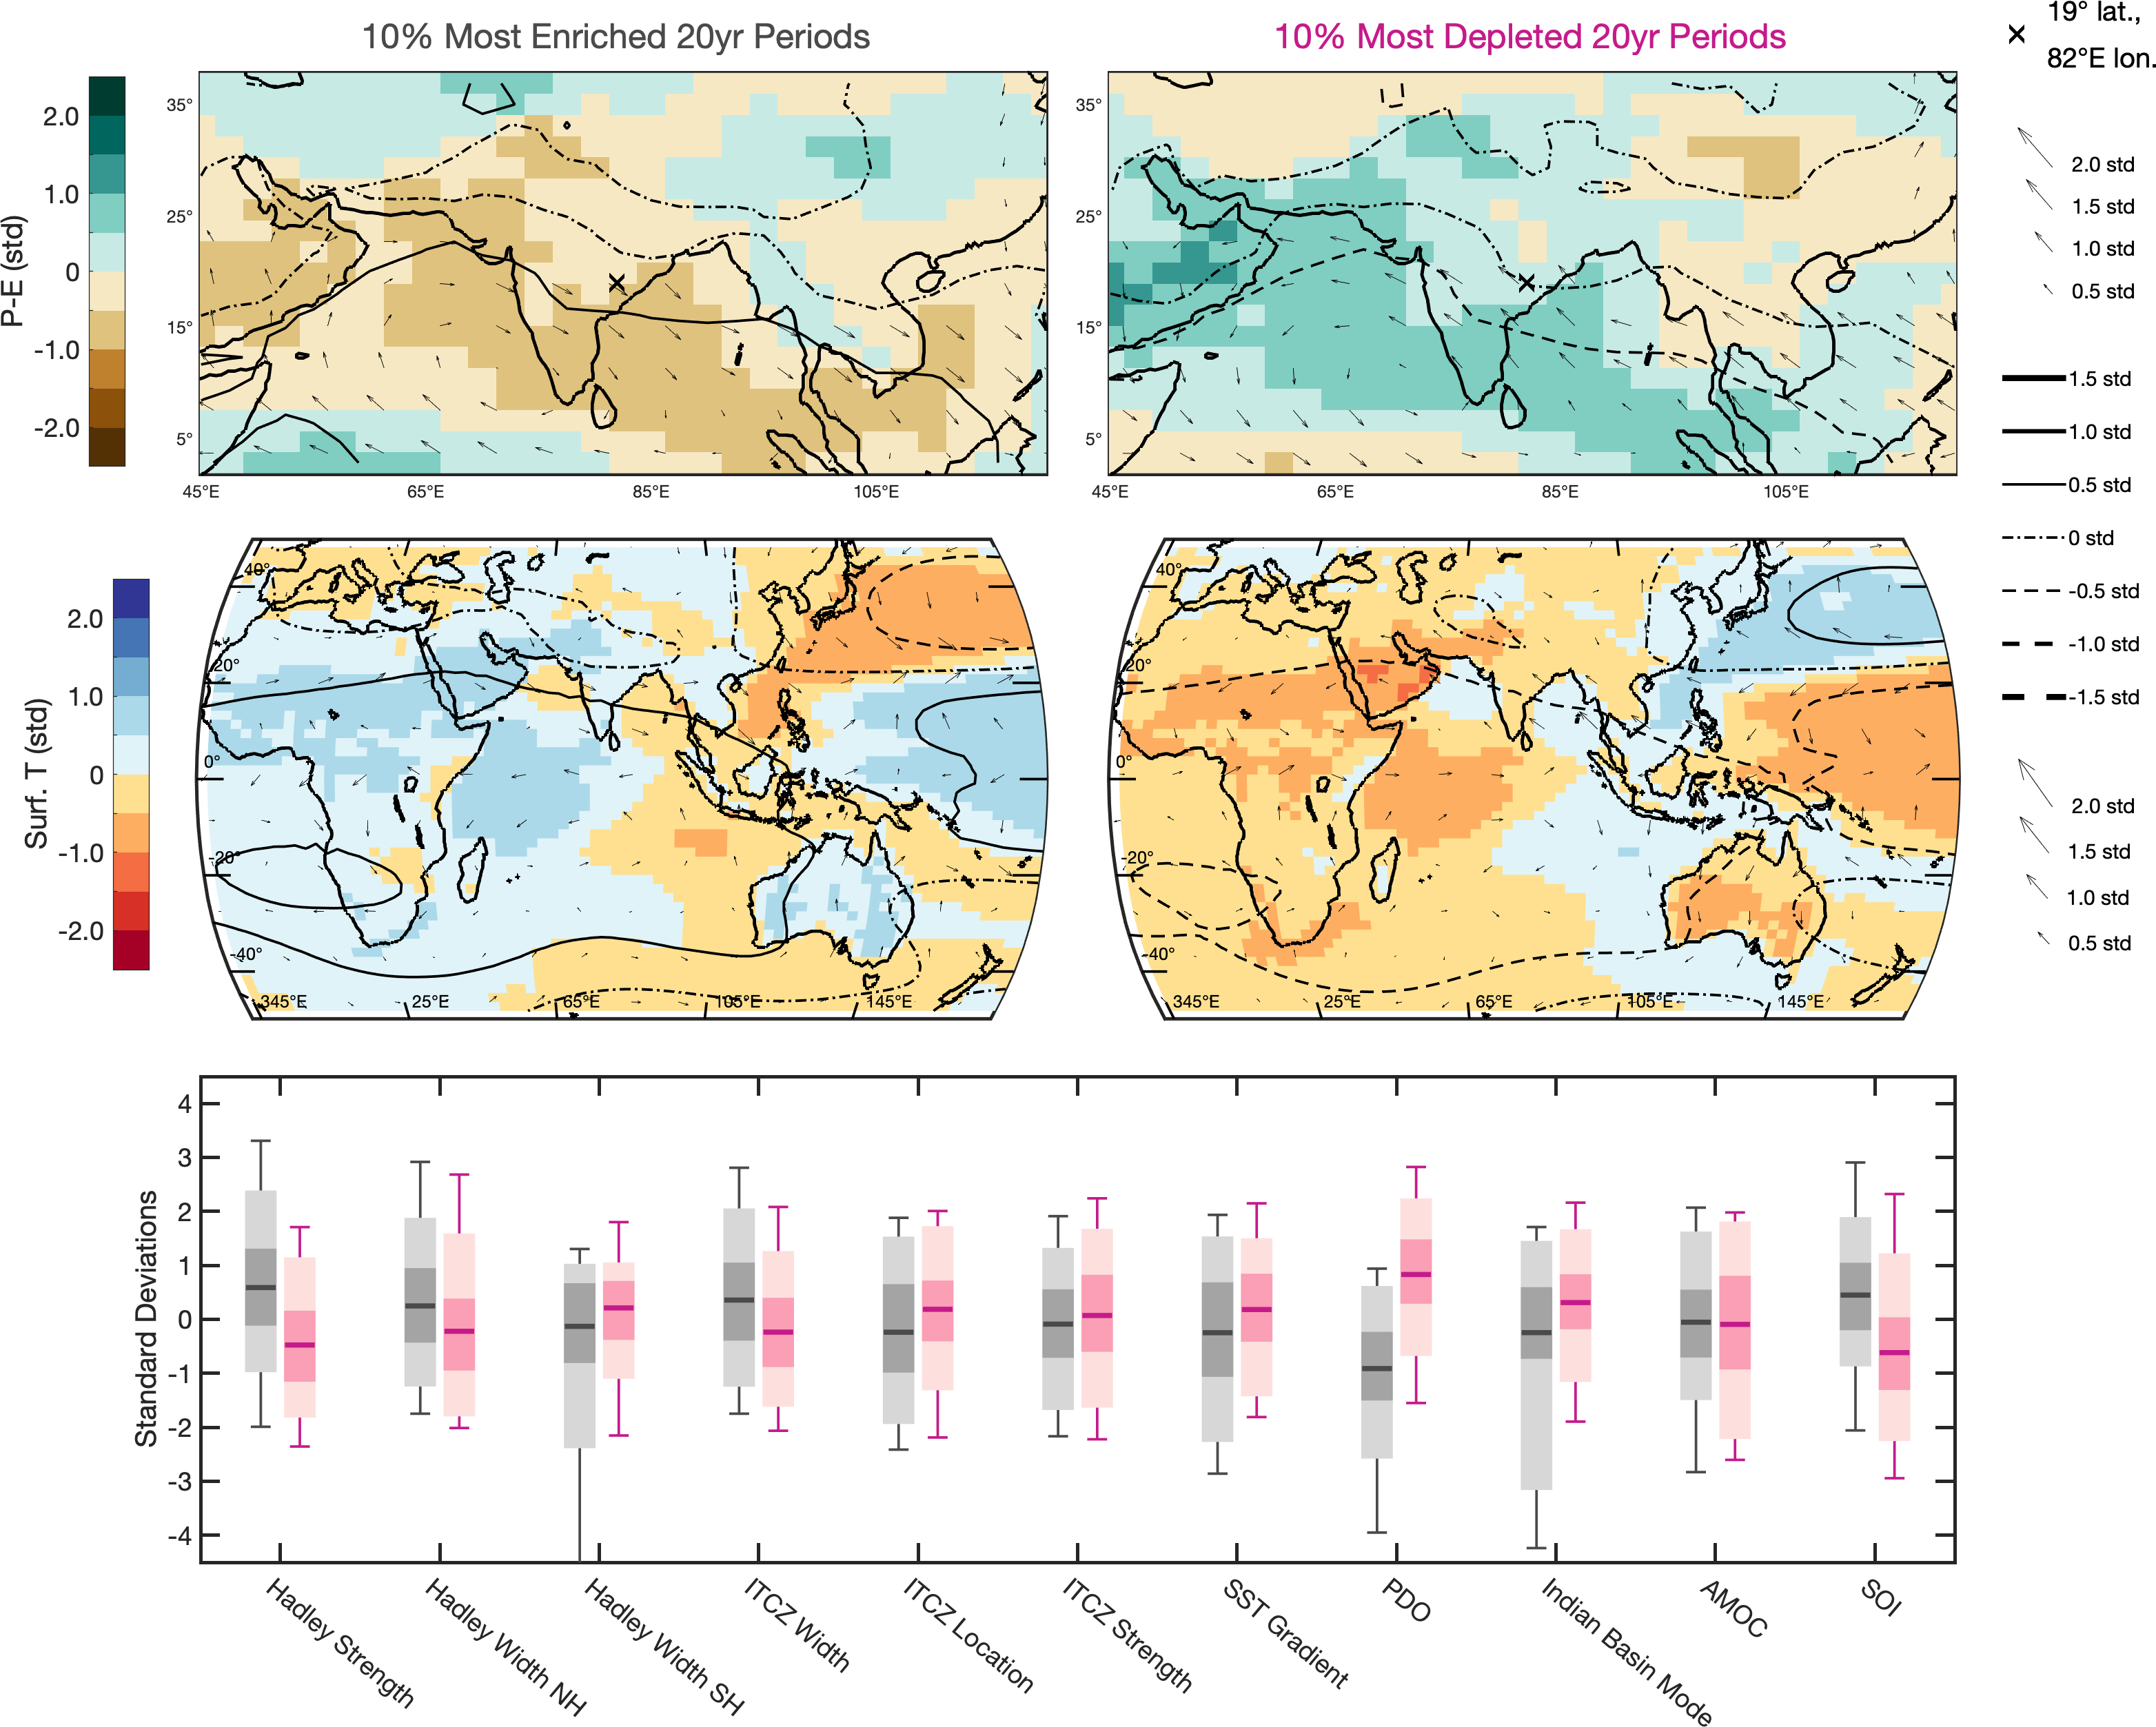 10% Most Enriched 20yr Periods
10% Most Depleted 20yr Periods
19° lat.,
82°E lon.
P-E (std)
2.0
1.0
0
-1.0
-2.0
35°
25°
15°
5°
45°E 65°E 85°E 105°E
35°
25°
15°
5°
45°E 65°E 85°E 105°E
2.0 std
1.5 std
1.0 std
0.5 std
1.5 std
1.0 std
0.5 std
0 std
-0.5 std
-1.0 std
-1.5 std
2.0 std
1.5 std
1.0 std
0.5 std
Surf. T (std)
2.0
1.0
0
-1.0
-2.0
40°
20°
0°
-20°
-40°
345°E 25°E 65°E 105°E 145°E
40°
20°
0°
-20°
-40°
345°E 25°E 65°E 105°E 145°E
Standard Deviations
4
3
2
1
0
-1
-2
-3
-4
Hadley Strength
Hadley Width NH
Hadley Width SH
ITCZ Width
ITCZ Location
ITCZ Strength
SST Gradient
PDO
Indian Basin Mode
AMOC
SOI